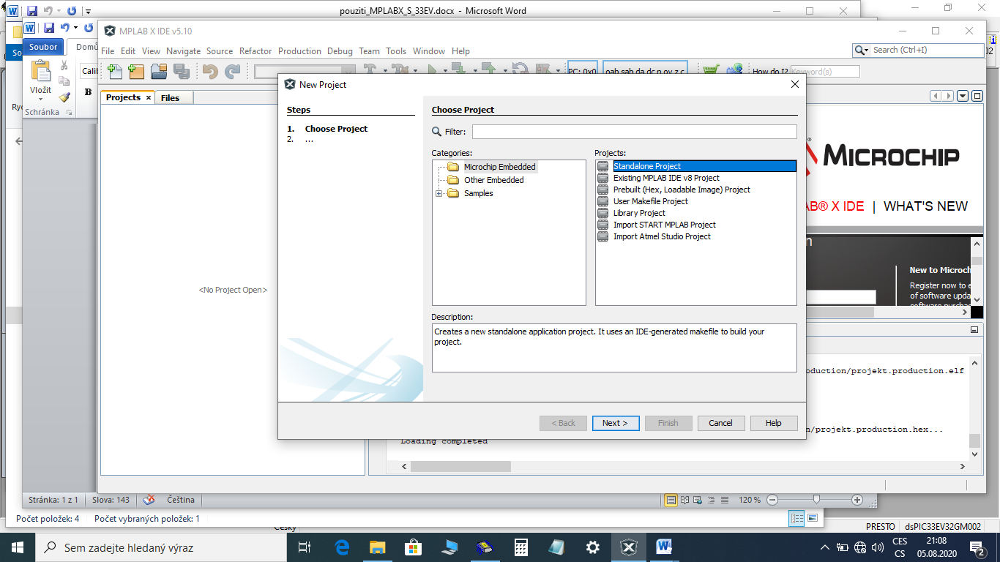 pouziti_MPLABX_S_33EV.docx - Microsoft Word
Soubor
Domů
MPLAB X IDE v5.10
File Edit View Navigate Source Refactor Production Debug Team Tools Window Help
Search (Ctrl+I)
Vložit
Calit
B
Schránka
PC: 0x0
How do I?
Keyword(s)
Projects
Files
<No Project Open>
New Project
Steps
1. Choose Project
2. ...
Choose Project
Filter:
Categories:
Microchip Embedded
Other Embedded
Samples
Projects:
Standalone Project
Existing MPLAB IDE v8 Project
Prebuilt (Hex, Loadable Image) Project
User Makefile Project
Library Project
Import START MPLAB Project
Import Atmel Studio Project
Description:
Creates a new standalone application project. It uses an IDE-generated makefile to build your
project.
< Back
Next >
Finish
Cancel
Help
MICROCHIP
AB® X IDE | WHAT'S NEW
New to Microch
Register now to e
of software upda
oduction/projekt.production.elf
n/projekt.production.hex...
Loading completed
Stránka: 1 z 1
Slova: 143
Čeština
120 %
Počet položek: 4
Počet vybraných položek: 1
PRESTO
dsPIC33EV32GM002
Sem zadejte hledaný výraz
CES
CS
21:08
05.08.2020
2